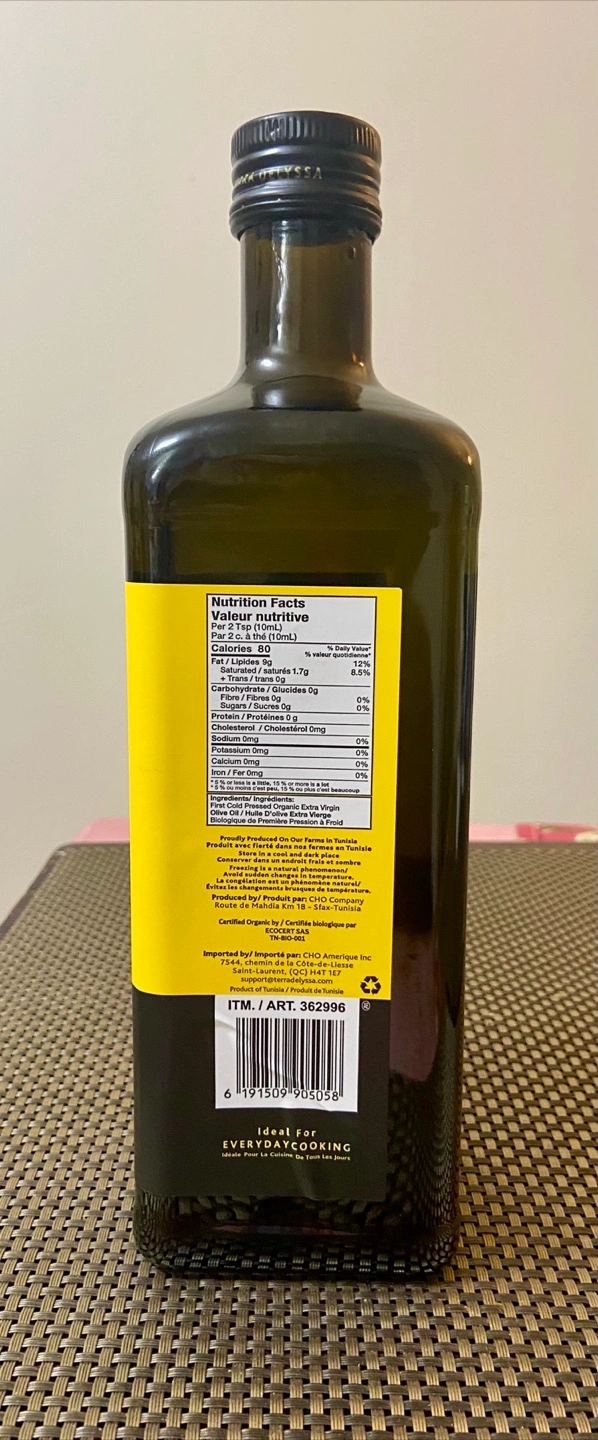 DELYSSA
Nutrition Facts
Valeur nutritive
Per 2 Tsp (10mL)
Par 2 c. à thé (10mL)
Calories 80
% Daily Value*
% valeur quotidienne*
Fat / Lipides 9g 12%
Saturated / saturés 1.7g 8.5%
+ Trans / trans 0g
Carbohydrate / Glucides 0g
Fibre / Fibres 0g 0%
Sugars / Sucres 0g 0%
Protein / Protéines 0 g
Cholesterol / Cholestérol 0mg
Sodium 0mg 0%
Potassium 0mg 0%
Calcium 0mg 0%
Iron / Fer 0mg 0%
* 5 % or less is a little, 15 % or more is a lot
* 5 % ou moins c'est peu, 15 % ou plus c'est beaucoup
Ingredients/ Ingrédients:
First Cold Pressed Organic Extra Virgin
Olive Oil / Huile D'olive Extra Vierge
Biologique de Première Pression à Froid
Proudly Produced On Our Farms In Tunisia
Produit avec fierté dans nos fermes en Tunisie
Store in a cool and dark place
Conserver dans un endroit frais et sombre
Freezing is a natural phenomenon/
Avoid sudden changes in temperature.
La congélation est un phénomène naturel/
Évitez les changements brusques de température.
Produced by/ Produit par: CHO Company
Route de Mahdia Km 18 - Sfax-Tunisia
Certified Organic by / Certifiée biologique par
ECOCERT SAS
TN-BIO-001
Imported by/ Importé par: CHO Amerique Inc
7544, chemin de la Côte-de-Liesse
Saint-Laurent, (QC) H4T 1E7
support@terradelyssa.com
Product of Tunisia / Produit de Tunisie
ITM. / ART. 362996
®
6 191509 905058
Ideal For
EVERYDAY COOKING
Idéale Pour La Cuisine De Tous Les Jours